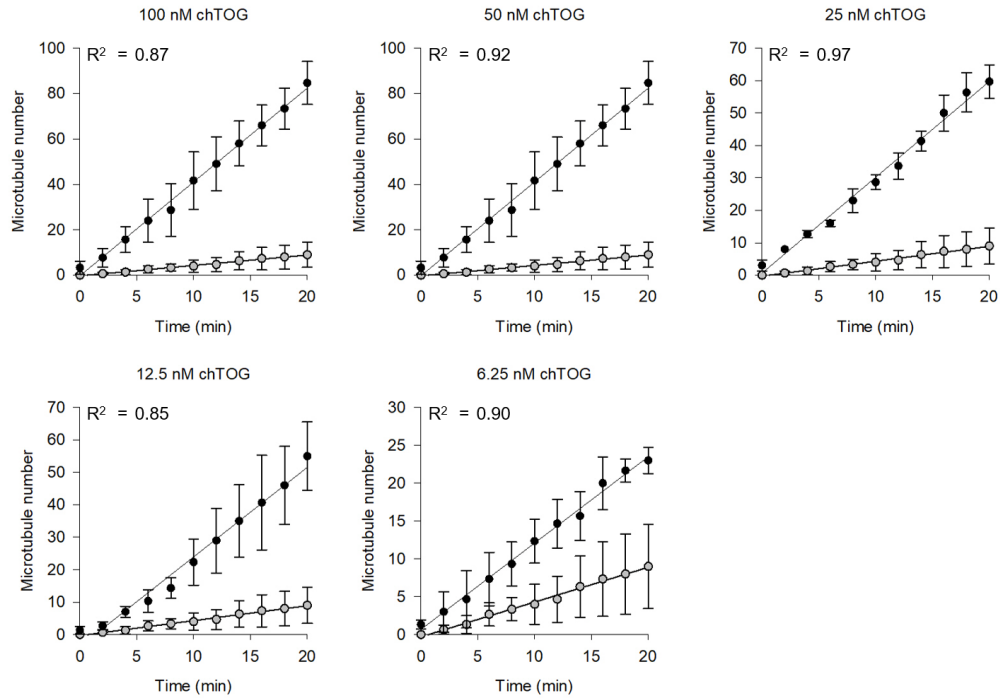 100 nM chTOG
R² = 0.87
Microtubule number
100
80
60
40
20
0
0 5 10 15 20
Time (min)
50 nM chTOG
R² = 0.92
Microtubule number
100
80
60
40
20
0
0 5 10 15 20
Time (min)
25 nM chTOG
R² = 0.97
Microtubule number
70
60
50
40
30
20
10
0
0 5 10 15 20
Time (min)
12.5 nM chTOG
R² = 0.85
Microtubule number
70
60
50
40
30
20
10
0
0 5 10 15 20
Time (min)
6.25 nM chTOG
R² = 0.90
Microtubule number
30
25
20
15
10
5
0
0 5 10 15 20
Time (min)